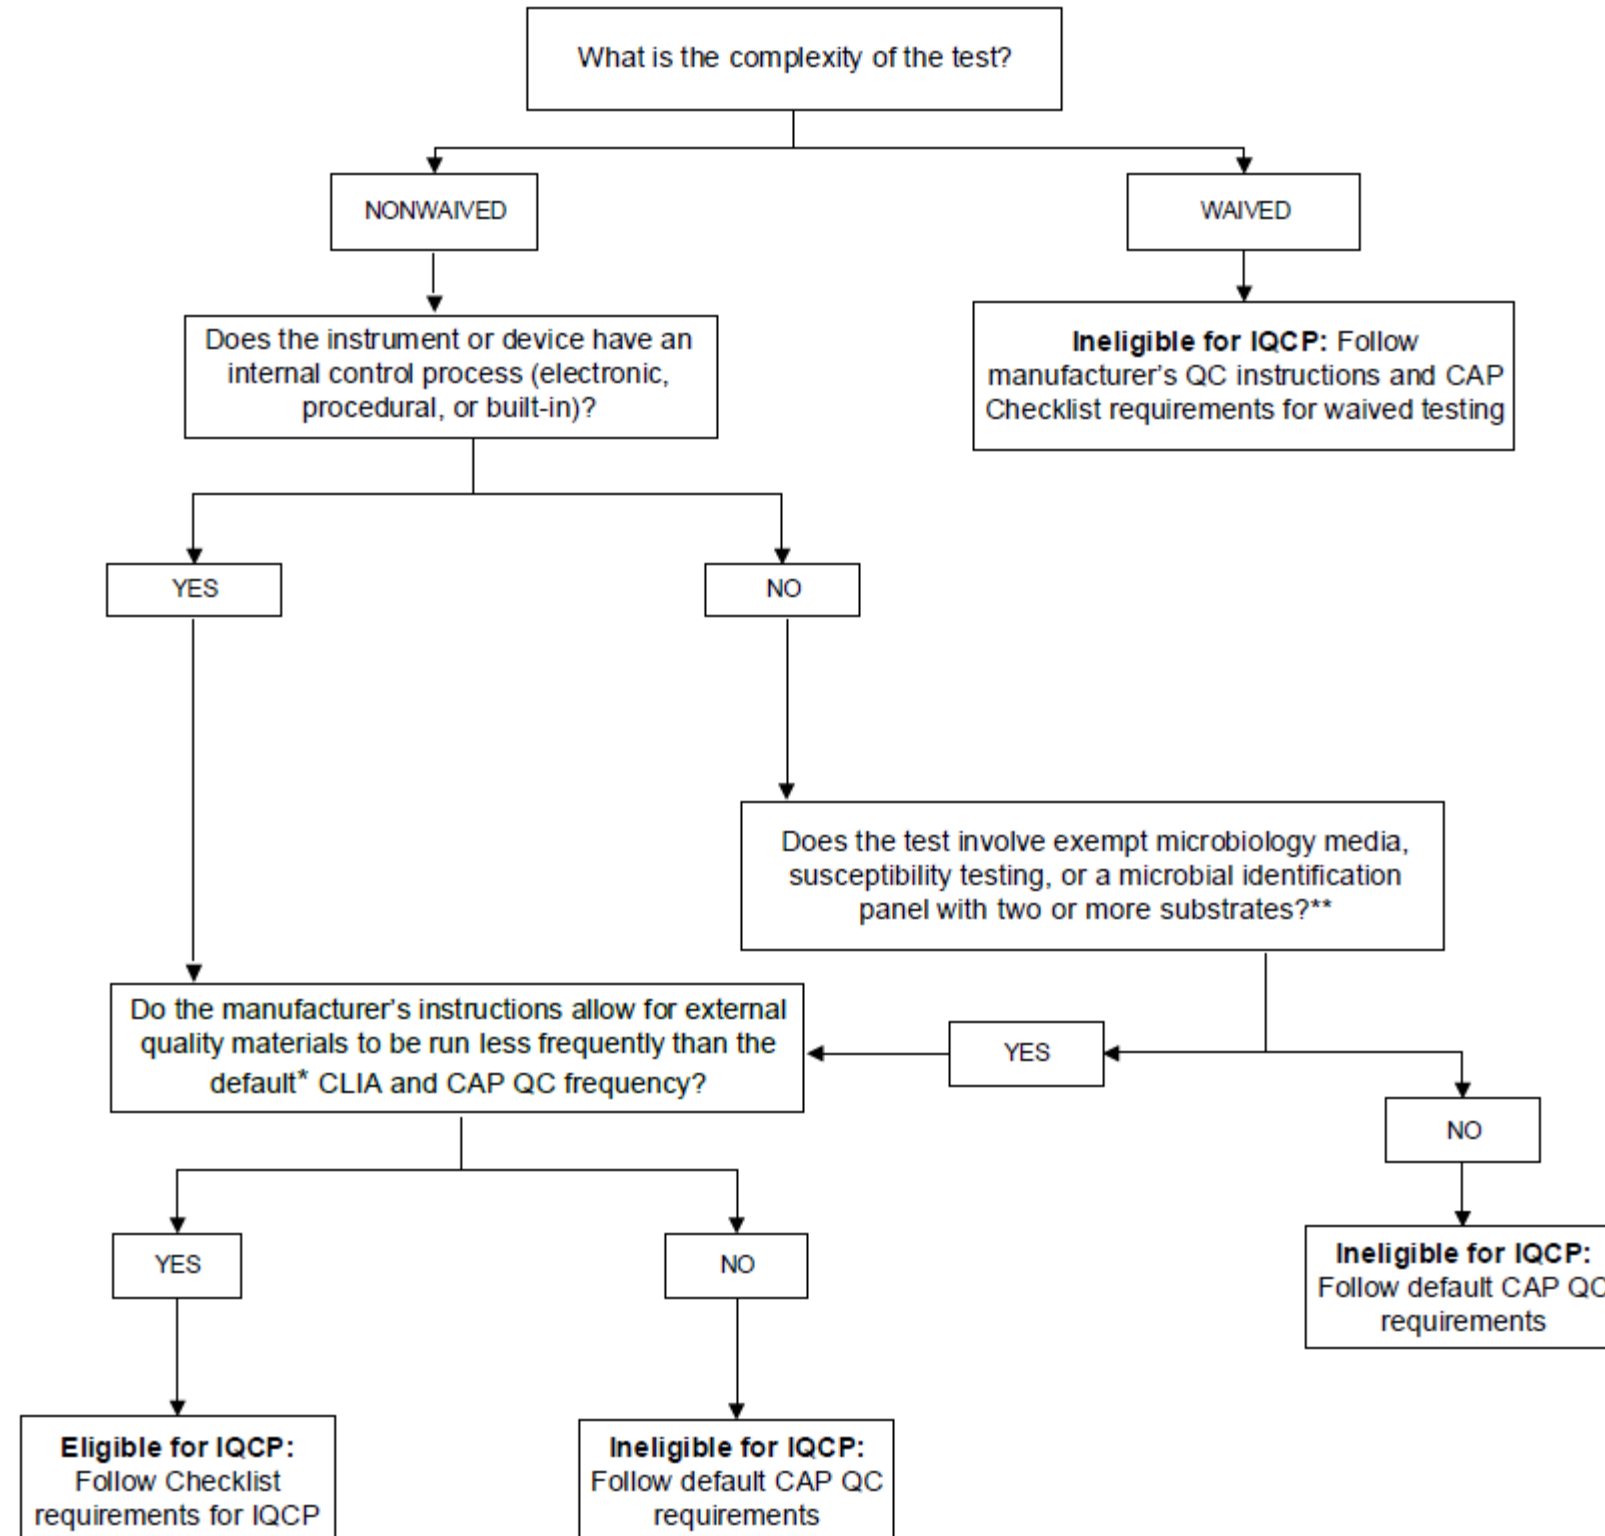 What is the complexity of the test?
NONWAIVED
WAIVED
Does the instrument or device have an
internal control process (electronic,
procedural, or built-in)?
Ineligible for IQCP: Follow
manufacturer's QC instructions and CAP
Checklist requirements for waived testing
YES
NO
Does the test involve exempt microbiology media,
susceptibility testing, or a microbial identification
panel with two or more substrates?**
Do the manufacturer's instructions allow for external
quality materials to be run less frequently than the
default* CLIA and CAP QC frequency?
YES
NO
YES
NO
Ineligible for IQCP:
Follow default CAP QC
requirements
Eligible for IQCP:
Follow Checklist
requirements for IQCP
Ineligible for IQCP:
Follow default CAP QC
requirements